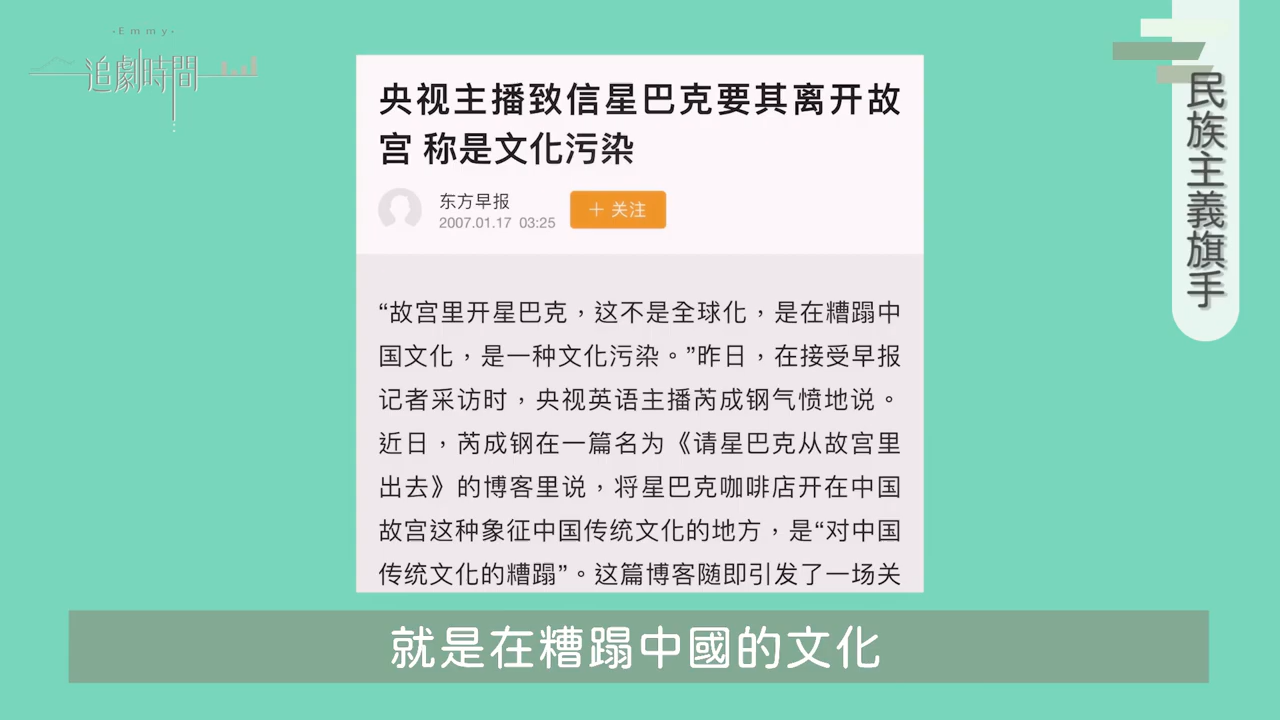 ·Emmy·
追劇時間
民族主義旗手
央视主播致信星巴克要其离开故
宫 称是文化污染
东方早报
2007.01.17 03:25
＋ 关注
“故宫里开星巴克，这不是全球化，是在糟蹋中
国文化，是一种文化污染。”昨日，在接受早报
记者采访时，央视英语主播芮成钢气愤地说。
近日，芮成钢在一篇名为《请星巴克从故宫里
出去》的博客里说，将星巴克咖啡店开在中国
故宫这种象征中国传统文化的地方，是“对中国
传统文化的糟蹋”。这篇博客随即引发了一场关
就是在糟蹋中國的文化